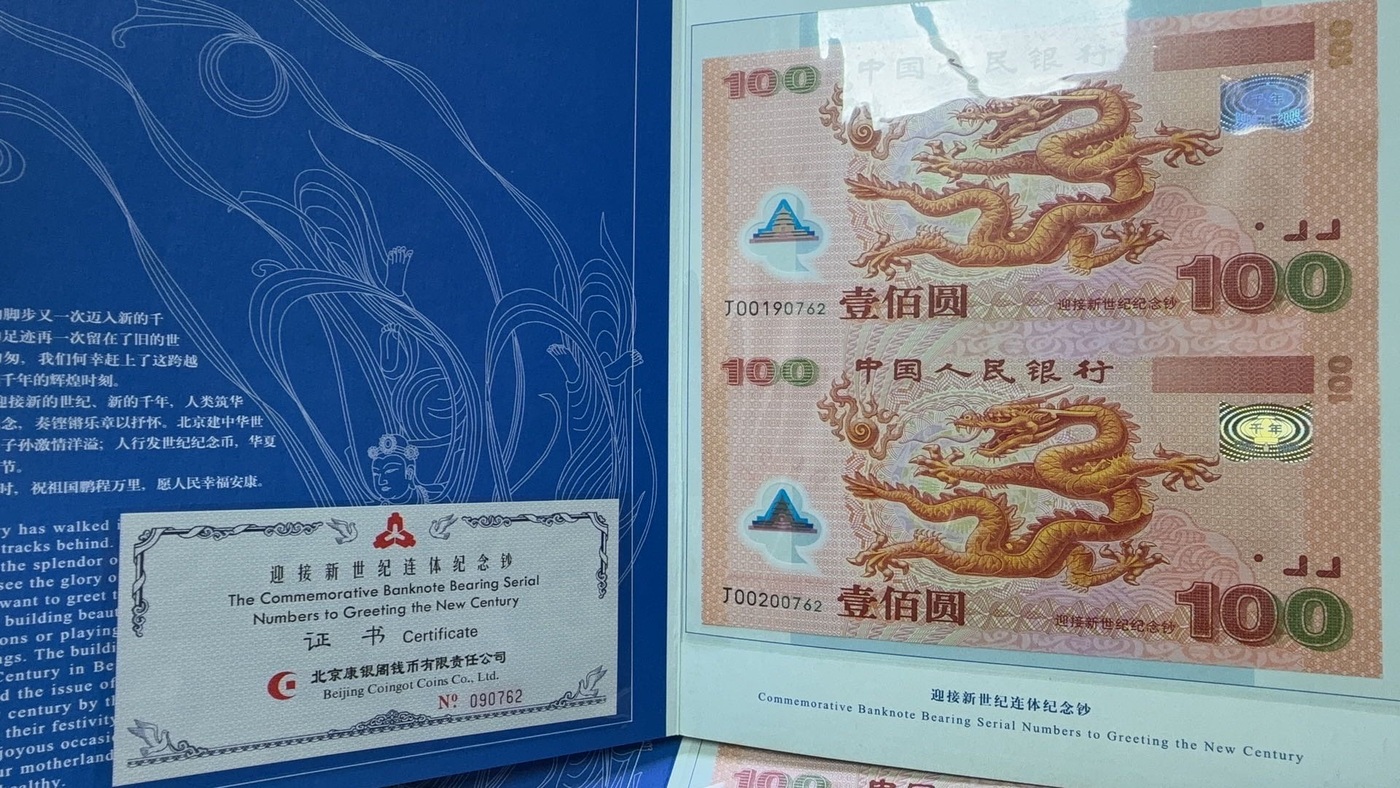 脚步又一次迈入新的千
足迹再一次留在了旧的世
匆，我们何幸赶上了这跨越
千年的辉煌时刻。
迎接新的世纪、新的千年，人类筑华
念，奏铿锵乐章以抒怀。北京建中华世
子孙激情洋溢；人行发世纪纪念币，华夏
节。
时，祝祖国鹏程万里，愿人民幸福安康。
ry has walked
tracks behind.
the splendor o
see the glory o
want to greet t
building beaut
ons or playing
gs. The buildi
Century in Be
d the issue of
century by t
their festivity
joyous occasi
ur motherland
ealthy.
迎接新世纪连体纪念钞
The Commemorative Banknote Bearing Serial
Numbers to Greeting the New Century
证 书 Certificate
北京康银阁钱币有限责任公司
Beijing Coingot Coins Co., Ltd.
Nº 090762
100 中国人民银行 100
千年
J00190762 壹佰圆 迎接新世纪纪念钞 100
100 中国人民银行 100
千年
J00200762 壹佰圆 迎接新世纪纪念钞 100
迎接新世纪连体纪念钞
Commemorative Banknote Bearing Serial Numbers to Greeting the New Century
100